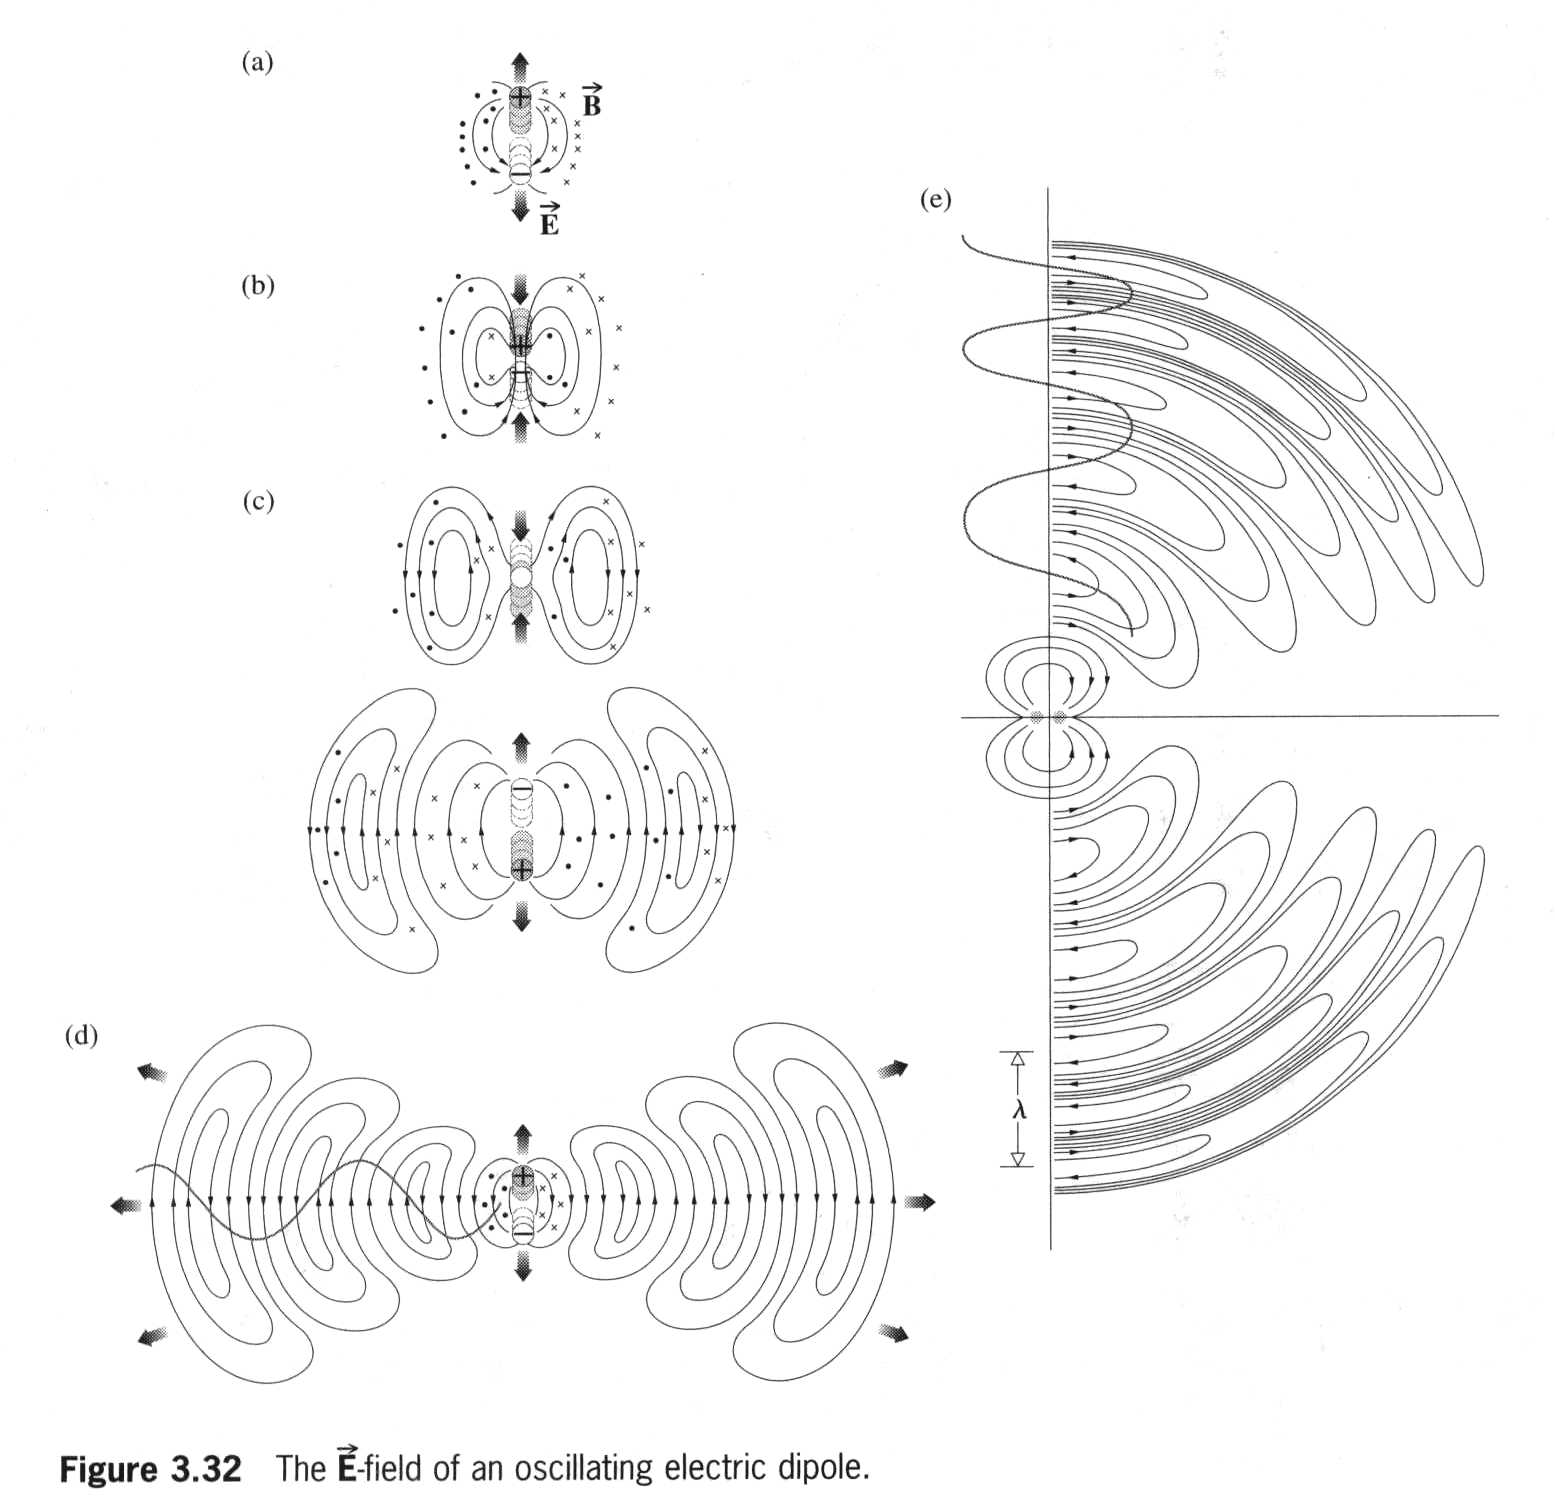 (a)
+
B⃗
−
E⃗
(b)
+
−
(c)
−
+
(d)
+
−
(e)
λ
Figure 3.32 The E⃗-field of an oscillating electric dipole.